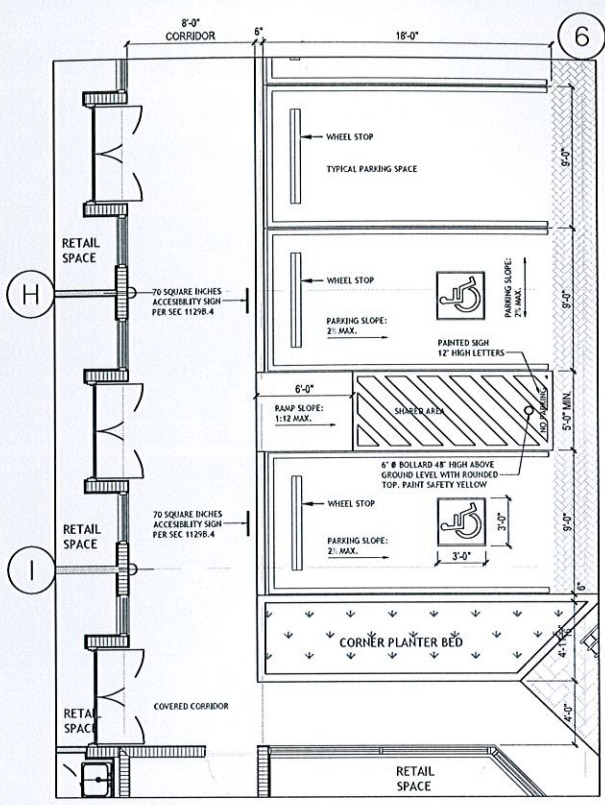 8'-0"
CORRIDOR
6"
18'-0"
6
WHEEL STOP
TYPICAL PARKING SPACE
9'-0"
RETAIL
SPACE
H
70 SQUARE INCHES
ACCESIBILITY SIGN
PER SEC 1129B.4
WHEEL STOP
PARKING SLOPE:
2% MAX.
PARKING SLOPE:
2% MAX.
9'-0"
PAINTED SIGN
12" HIGH LETTERS
6'-0"
RAMP SLOPE:
1:12 MAX.
SHARED AREA
NO PARKING
5'-0" MIN.
6" Ø BOLLARD 48" HIGH ABOVE
GROUND LEVEL WITH ROUNDED
TOP. PAINT SAFETY YELLOW
RETAIL
SPACE
I
70 SQUARE INCHES
ACCESIBILITY SIGN
PER SEC 1129B.4
WHEEL STOP
PARKING SLOPE:
2% MAX.
3'-0"
3'-0"
9'-0"
6"
CORNER PLANTER BED
RETAIL
SPACE
COVERED CORRIDOR
4'-0"
RETAIL
SPACE